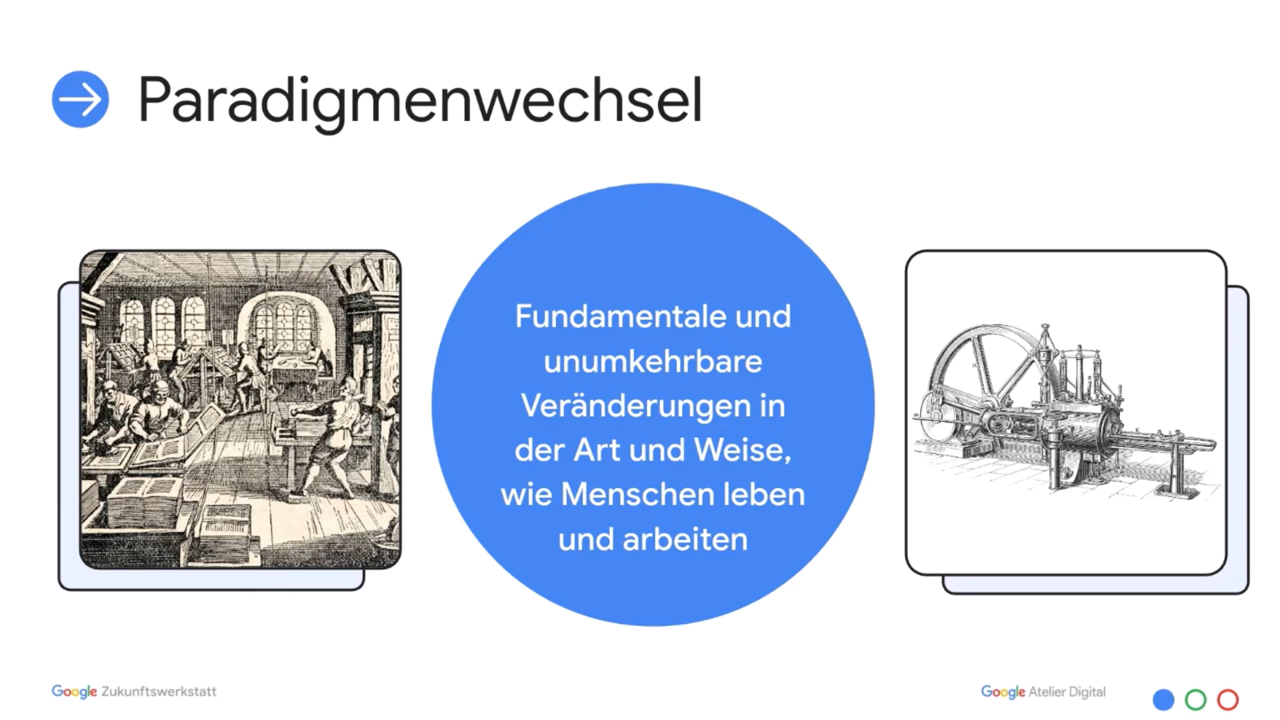 Paradigmenwechsel
Fundamentale und
unumkehrbare
Veränderungen in
der Art und Weise,
wie Menschen leben
und arbeiten
Google Zukunftswerkstatt
Google Atelier Digital